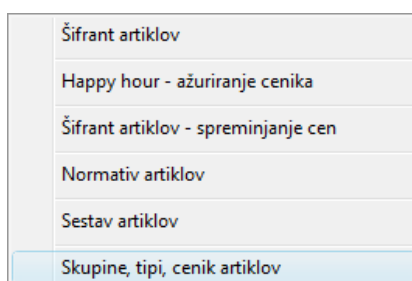 Šifrant artiklov
Happy hour - ažuriranje cenika
Šifrant artiklov - spreminjanje cen
Normativ artiklov
Sestav artiklov
Skupine, tipi, cenik artiklov